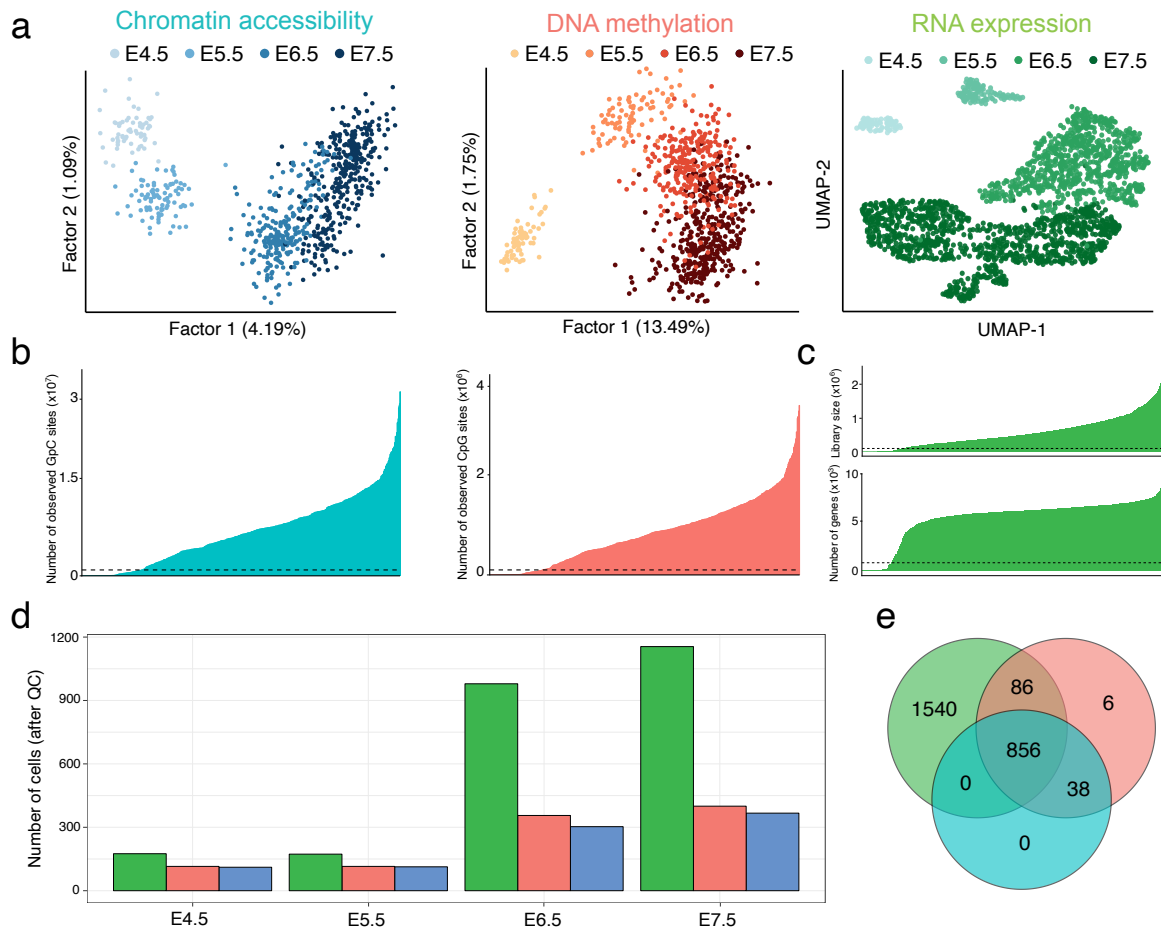 a
Chromatin accessibility
E4.5 E5.5 E6.5 E7.5
Factor 2 (1.09%)
Factor 1 (4.19%)
DNA methylation
E4.5 E5.5 E6.5 E7.5
Factor 2 (1.75%)
Factor 1 (13.49%)
RNA expression
E4.5 E5.5 E6.5 E7.5
UMAP-2
UMAP-1
b
Number of observed GpC sites (x10⁷)
3
1.5
0
Number of observed CpG sites (x10⁶)
4
2
0
c
Library size (x10⁶)
2
1
0
Number of genes (x10³)
10
5
0
d
Number of cells (after QC)
1200
900
600
300
0
E4.5 E5.5 E6.5 E7.5
e
1540
86
6
856
0
38
0